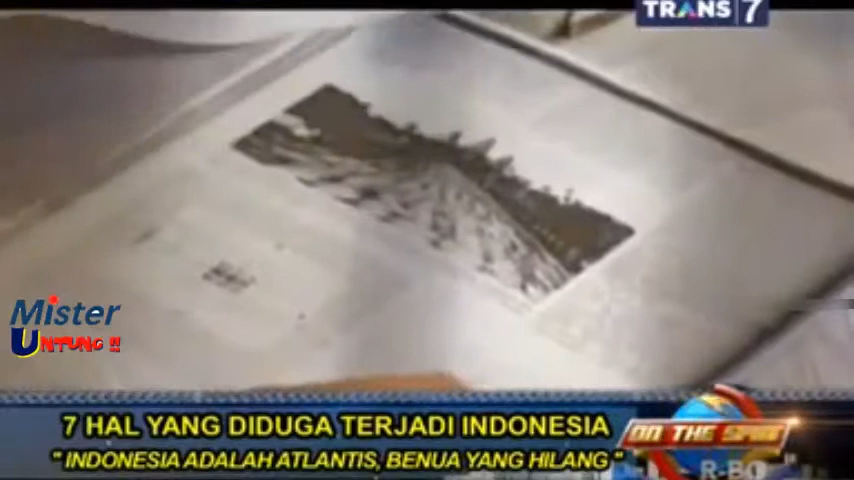 TRANS 7
Mister
UNTUNG !!
7 HAL YANG DIDUGA TERJADI INDONESIA
" INDONESIA ADALAH ATLANTIS, BENUA YANG HILANG "
ON THE SPOT
R-BO